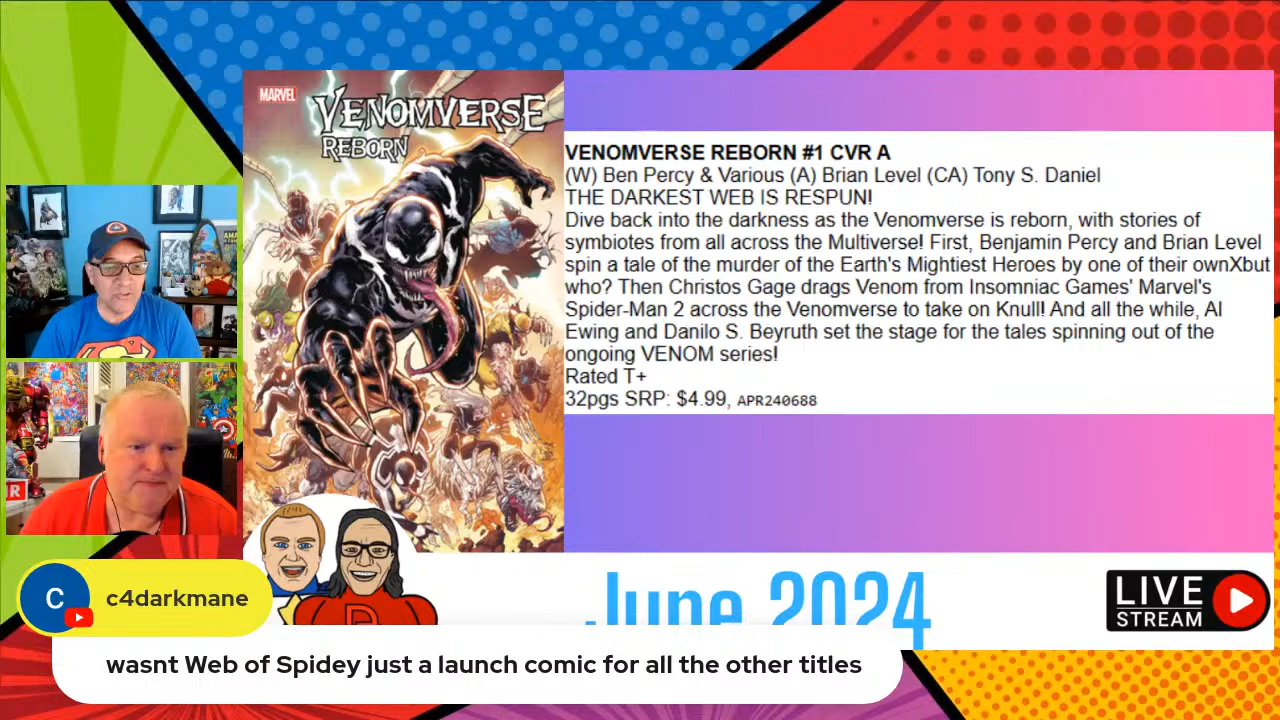 MARVEL
VENOMVERSE
REBORN
VENOMVERSE REBORN #1 CVR A
(W) Ben Percy & Various (A) Brian Level (CA) Tony S. Daniel
THE DARKEST WEB IS RESPUN!
Dive back into the darkness as the Venomverse is reborn, with stories of
symbiotes from all across the Multiverse! First, Benjamin Percy and Brian Level
spin a tale of the murder of the Earth's Mightiest Heroes by one of their ownXbut
who? Then Christos Gage drags Venom from Insomniac Games' Marvel's
Spider-Man 2 across the Venomverse to take on Knull! And all the while, Al
Ewing and Danilo S. Beyruth set the stage for the tales spinning out of the
ongoing VENOM series!
Rated T+
32pgs SRP: $4.99, APR240688
June 2024
LIVE
STREAM
C
c4darkmane
wasnt Web of Spidey just a launch comic for all the other titles